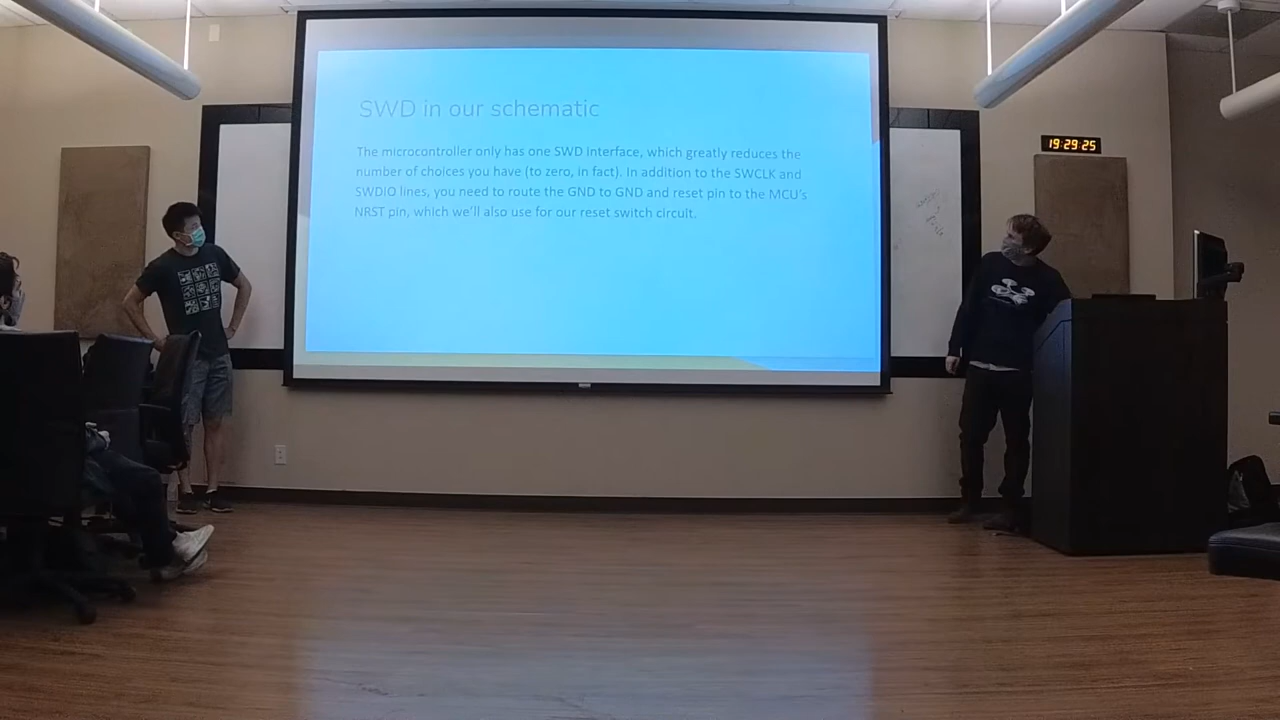 SWD in our schematic
The microcontroller only has one SWD interface, which greatly reduces the
number of choices you have (to zero, in fact). In addition to the SWCLK and
SWDIO lines, you need to route the GND to GND and reset pin to the MCU's
NRST pin, which we'll also use for our reset switch circuit.
19:29:25